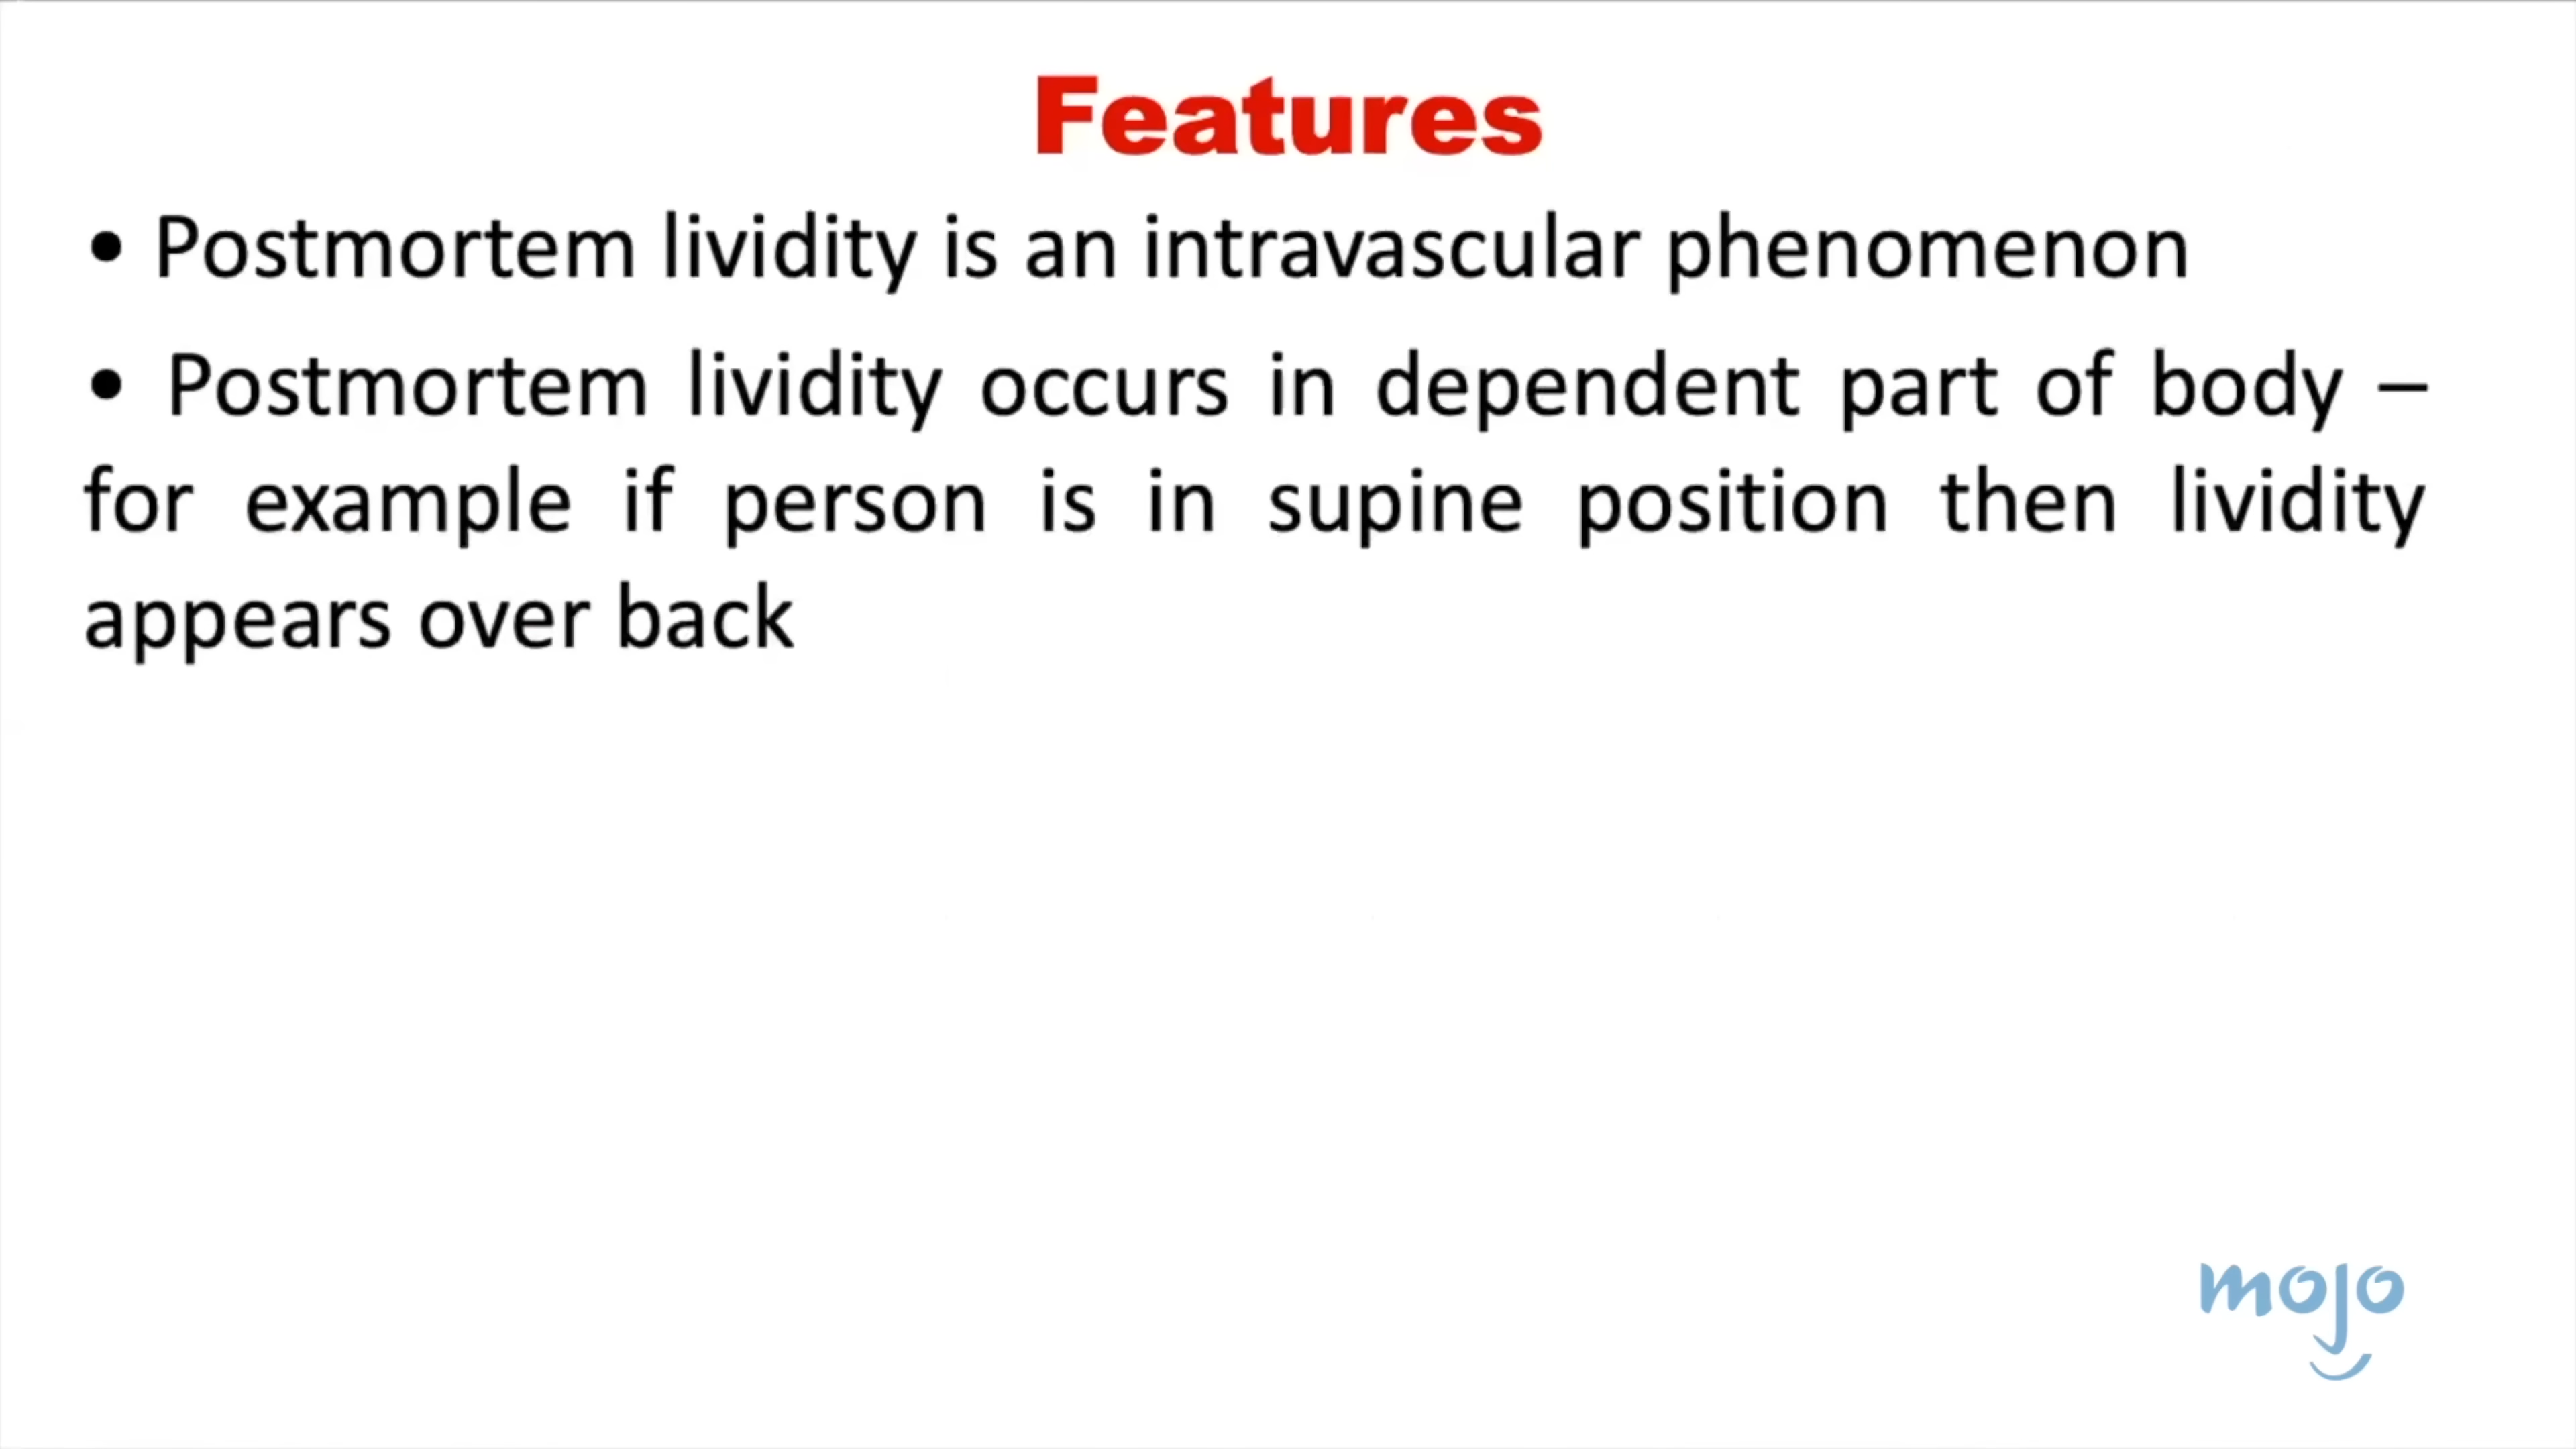 Features
• Postmortem lividity is an intravascular phenomenon
• Postmortem lividity occurs in dependent part of body –
for example if person is in supine position then lividity
appears over back
mojo